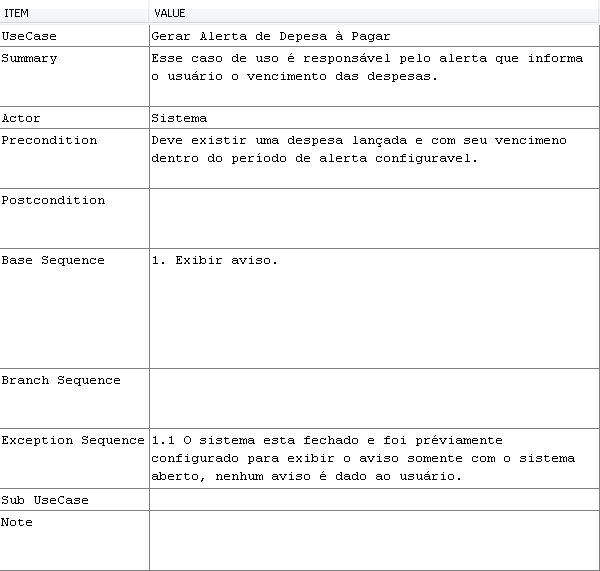 ITEM VALUE
UseCase Gerar Alerta de Depesa à Pagar
Summary Esse caso de uso é responsável pelo alerta que informa
o usuário o vencimento das despesas.
Actor Sistema
Precondition Deve existir uma despesa lançada e com seu vencimeno
dentro do período de alerta configuravel.
Postcondition
Base Sequence 1. Exibir aviso.
Branch Sequence
Exception Sequence 1.1 O sistema esta fechado e foi préviamente
configurado para exibir o aviso somente com o sistema
aberto, nenhum aviso é dado ao usuário.
Sub UseCase
Note